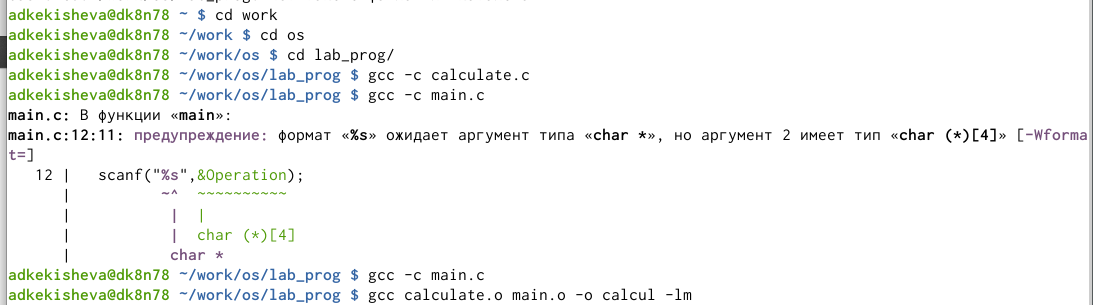 adkekisheva@dk8n78 ~ $ cd work
adkekisheva@dk8n78 ~/work $ cd os
adkekisheva@dk8n78 ~/work/os $ cd lab_prog/
adkekisheva@dk8n78 ~/work/os/lab_prog $ gcc -c calculate.c
adkekisheva@dk8n78 ~/work/os/lab_prog $ gcc -c main.c
main.c: В функции «main»:
main.c:12:11: предупреждение: формат «%s» ожидает аргумент типа «char *», но аргумент 2 имеет тип «char (*)[4]» [-Wforma
t=]
   12 |   scanf("%s",&Operation);
      |          ~^  ~~~~~~~~~~
      |           |  |
      |           |  char (*)[4]
      |           char *
adkekisheva@dk8n78 ~/work/os/lab_prog $ gcc -c main.c
adkekisheva@dk8n78 ~/work/os/lab_prog $ gcc calculate.o main.o -o calcul -lm